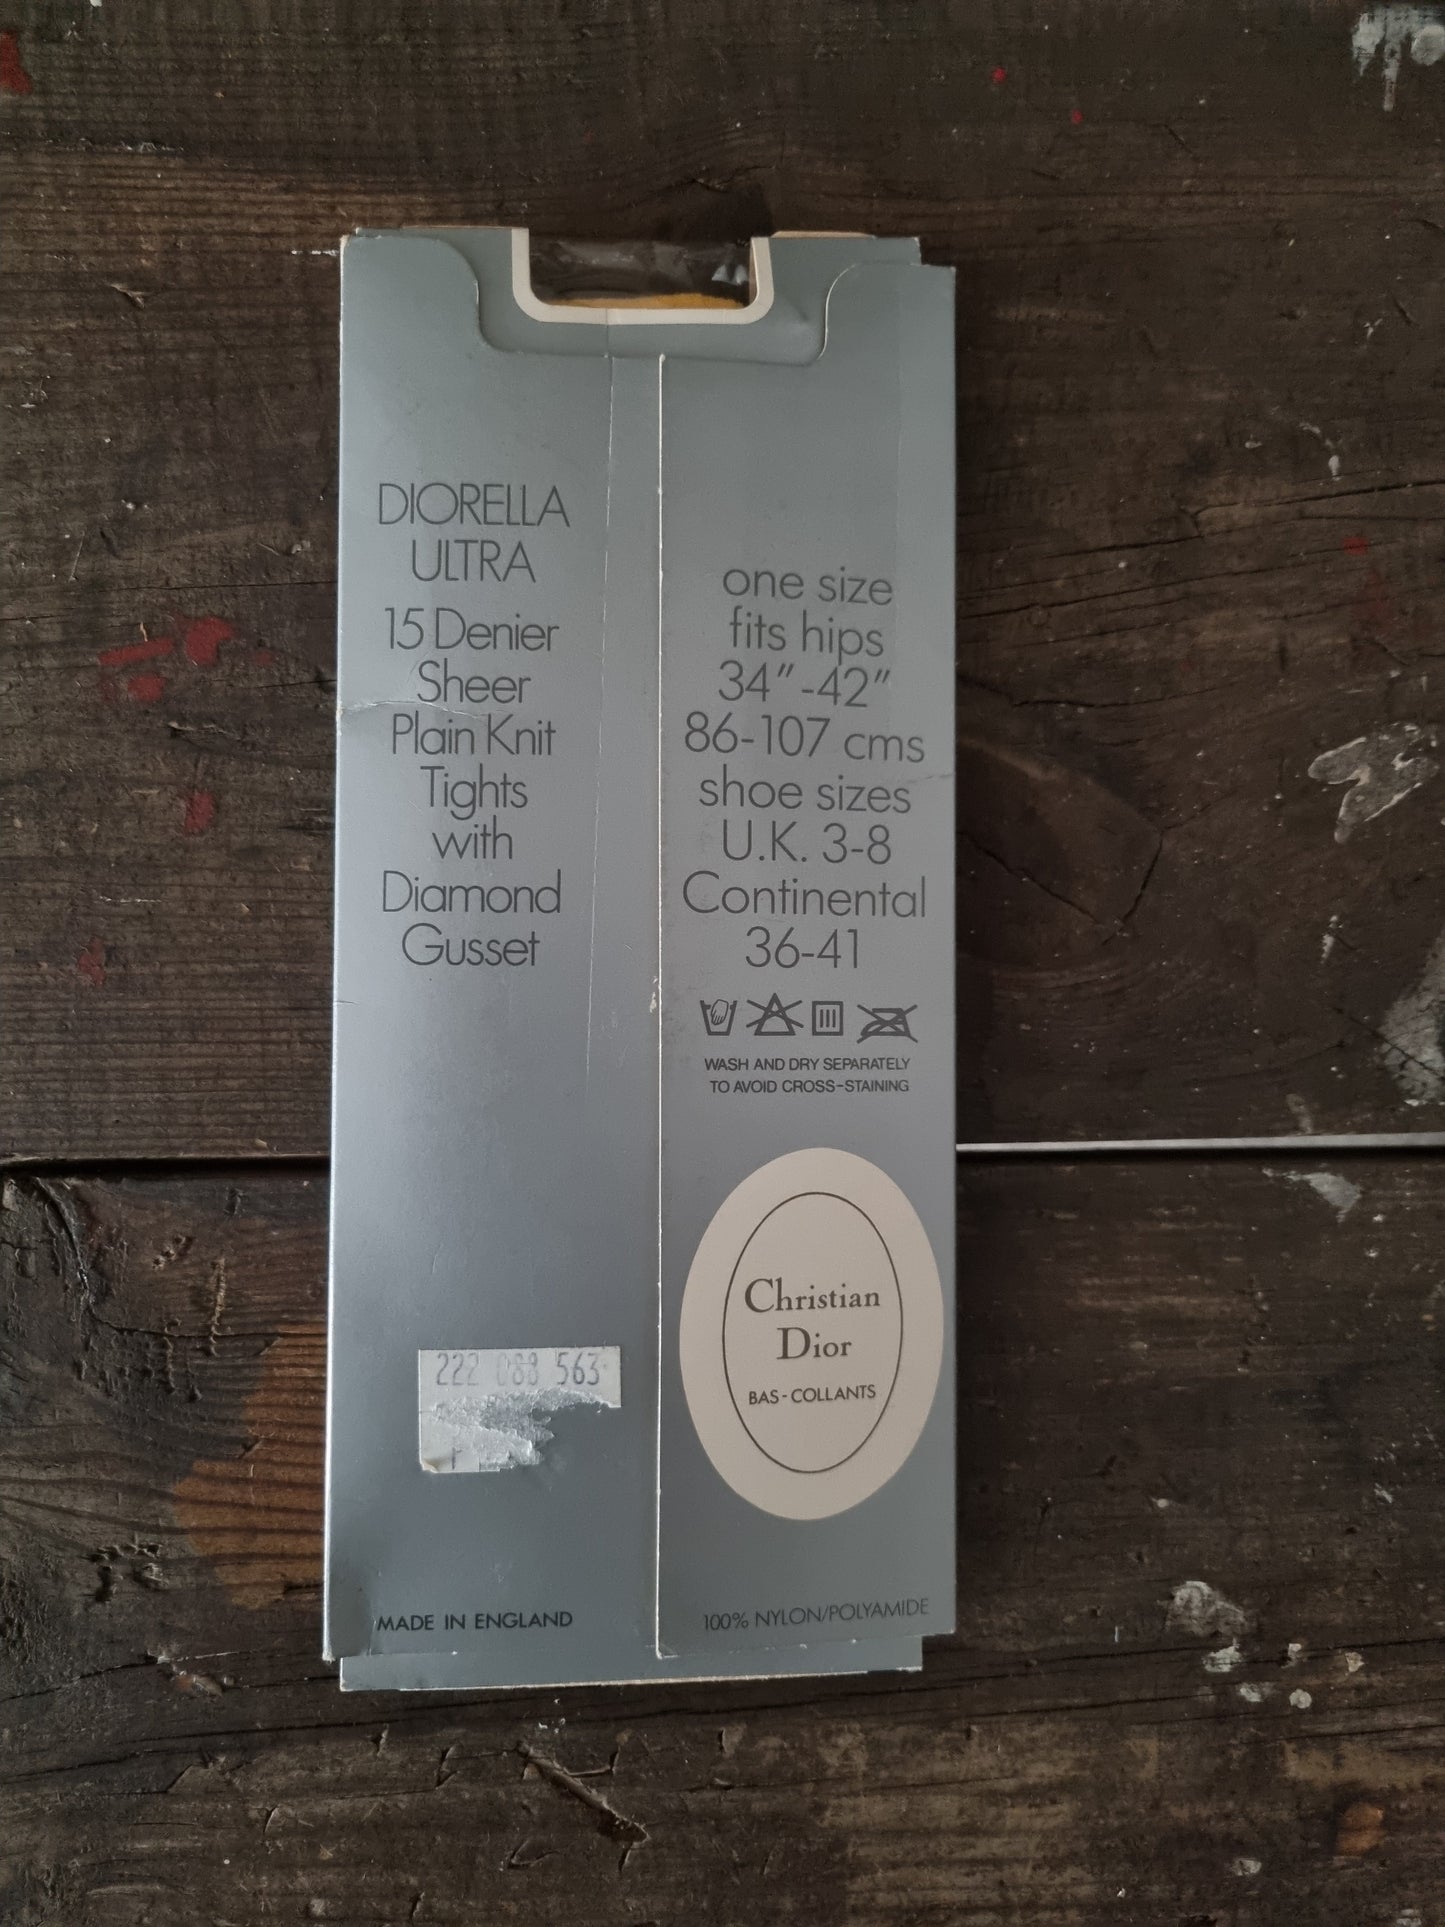 DIORELLA
ULTRA
15 Denier
Sheer
Plain Knit
Tights
with
Diamond
Gusset
222 088 563
MADE IN ENGLAND
one size
fits hips
34″-42″
86-107 cms
shoe sizes
U.K. 3-8
Continental
36-41
WASH AND DRY SEPARATELY
TO AVOID CROSS-STAINING
Christian
Dior
BAS-COLLANTS
100% NYLON/POLYAMIDE